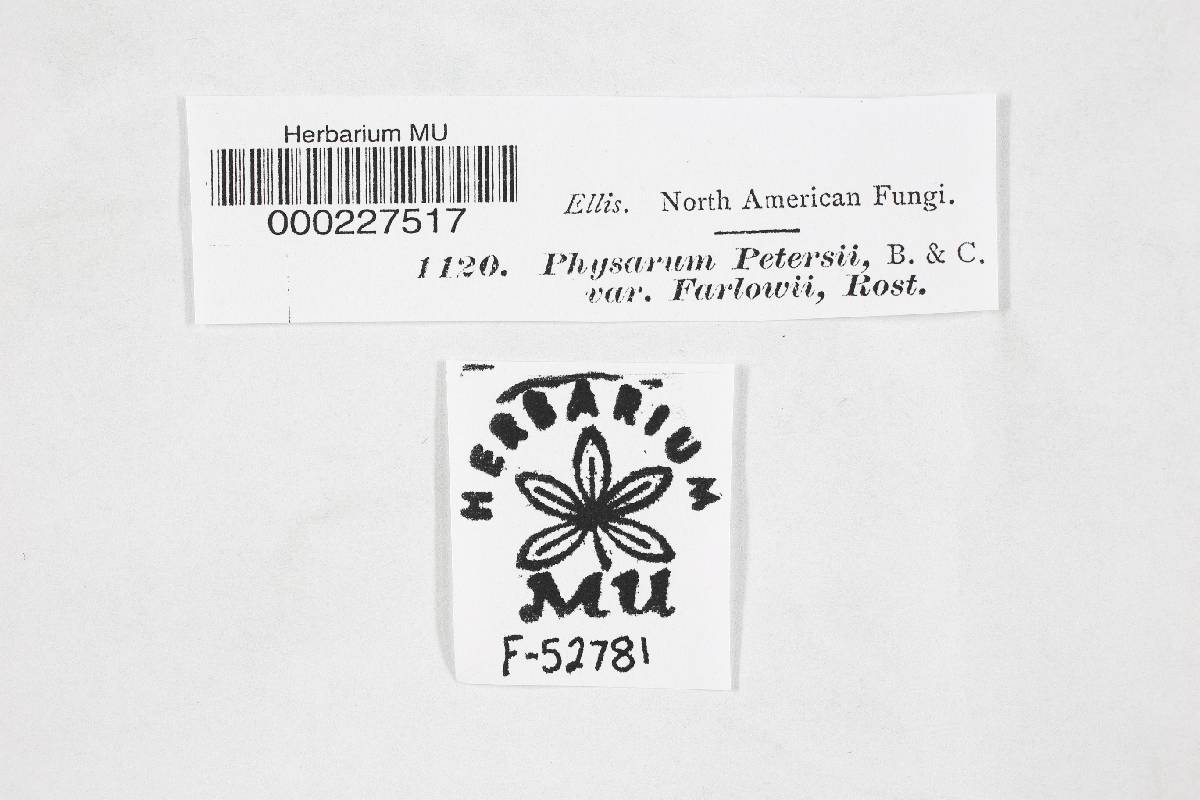 Herbarium MU
000227517
Ellis. North American Fungi.
1120. Physarum Petersii, B. & C.
var. Farlowii, Rost.
HERBARIUM
MU
F-52781